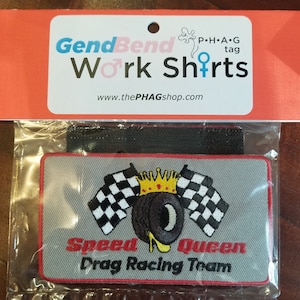 GendBend
P•H•A•G
tag
Work Shirts
www.thePHAGshop.com
Speed Queen
Drag Racing Team